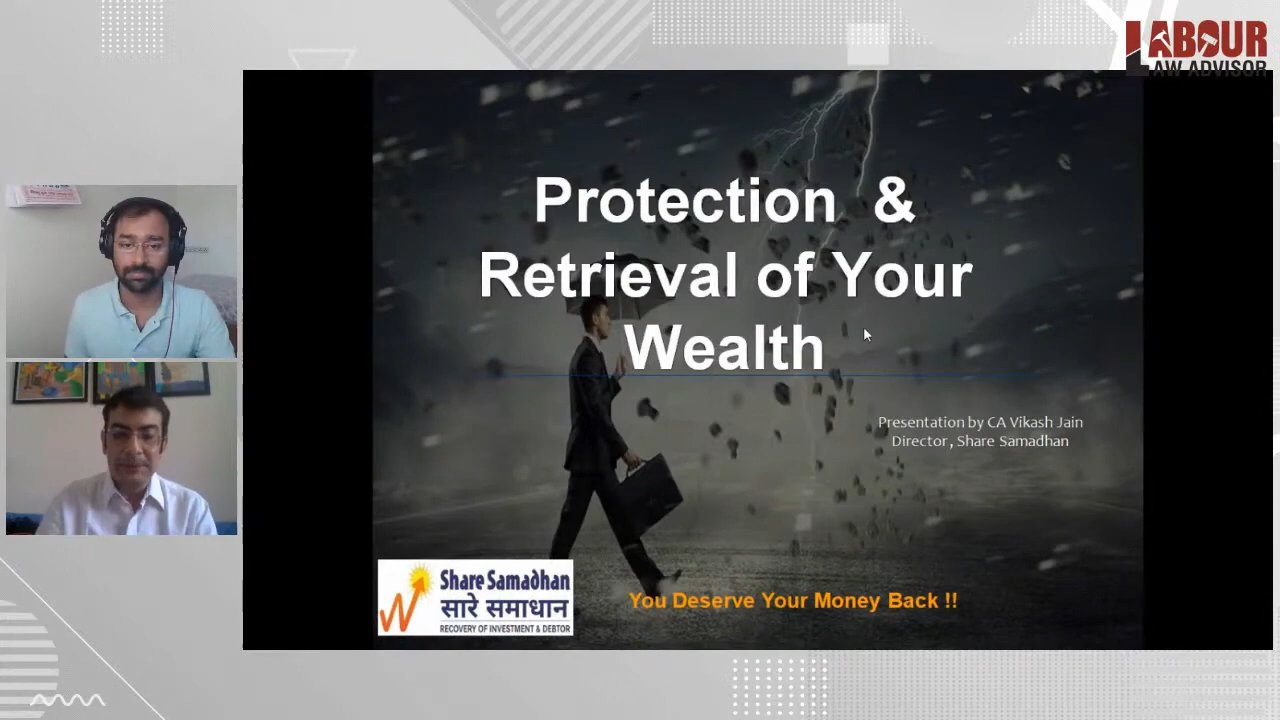 LABOUR
LAW ADVISOR
Protection &
Retrieval of Your
Wealth
Presentation by CA Vikash Jain
Director, Share Samadhan
Share Samadhan
सारे समाधान
RECOVERY OF INVESTMENT & DEBTOR
You Deserve Your Money Back !!